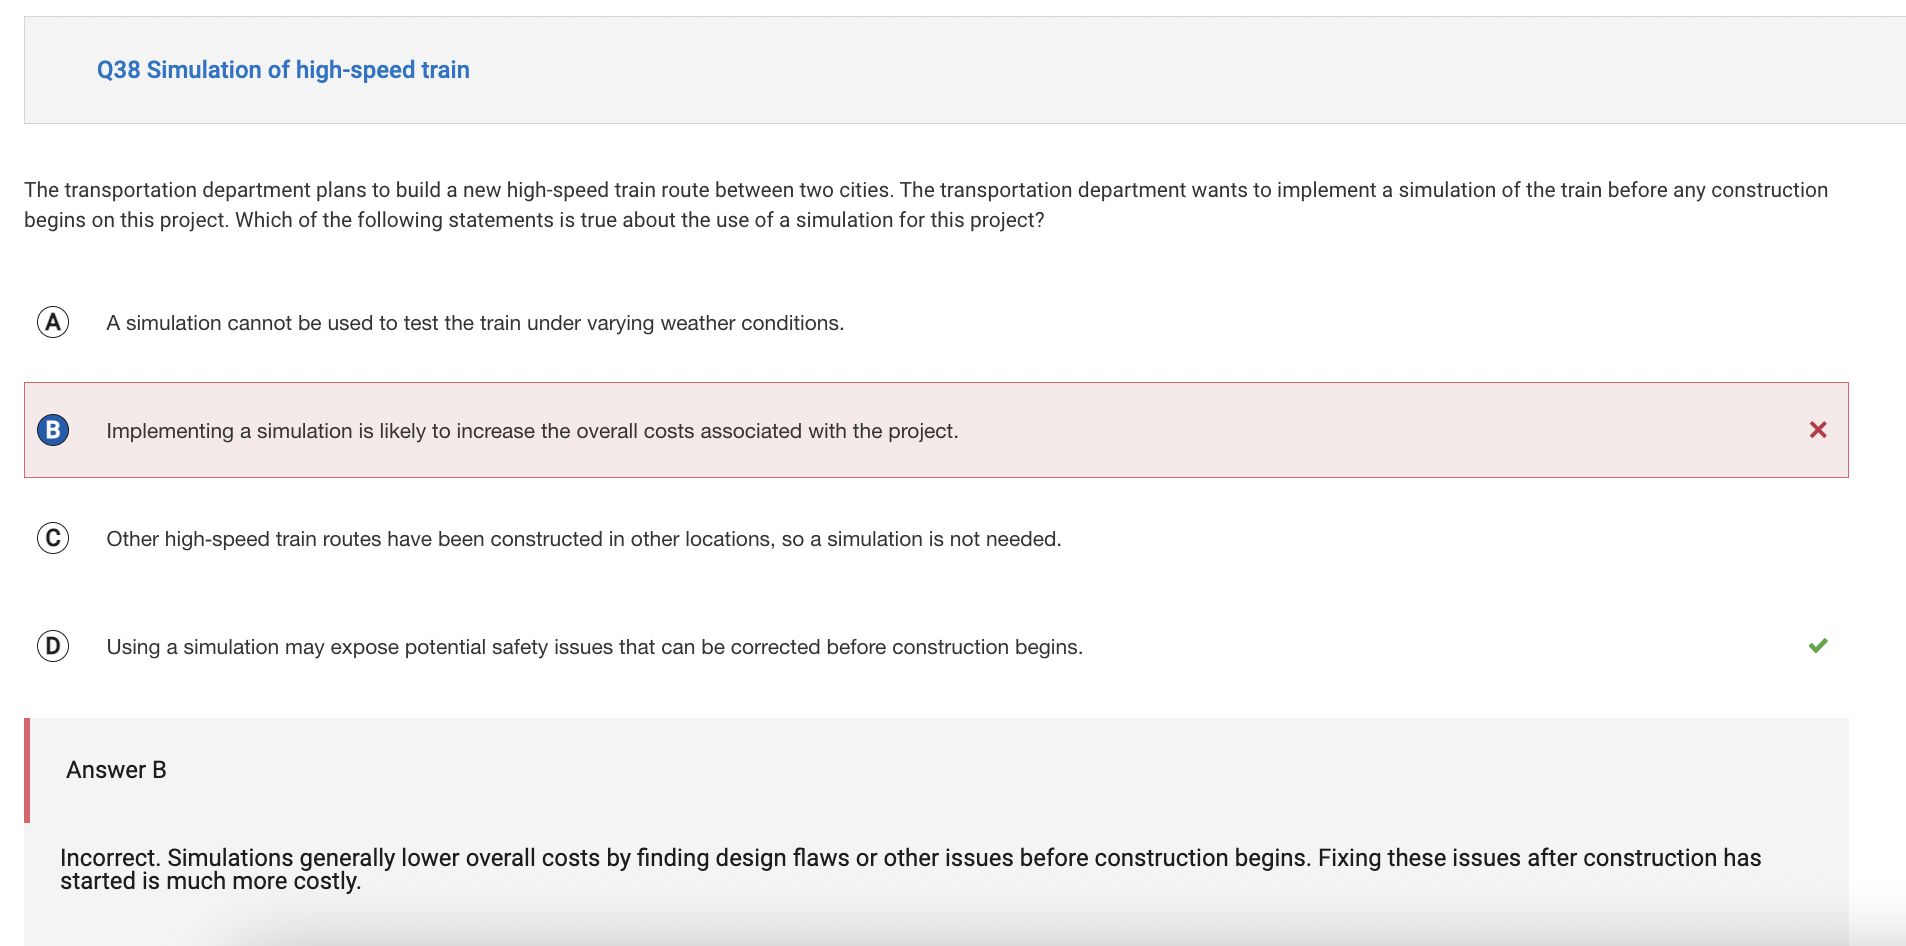 Q38 Simulation of high-speed train
The transportation department plans to build a new high-speed train route between two cities. The transportation department wants to implement a simulation of the train before any construction
begins on this project. Which of the following statements is true about the use of a simulation for this project?
A A simulation cannot be used to test the train under varying weather conditions.
B Implementing a simulation is likely to increase the overall costs associated with the project.
C Other high-speed train routes have been constructed in other locations, so a simulation is not needed.
D Using a simulation may expose potential safety issues that can be corrected before construction begins.
Answer B
Incorrect. Simulations generally lower overall costs by finding design flaws or other issues before construction begins. Fixing these issues after construction has
started is much more costly.